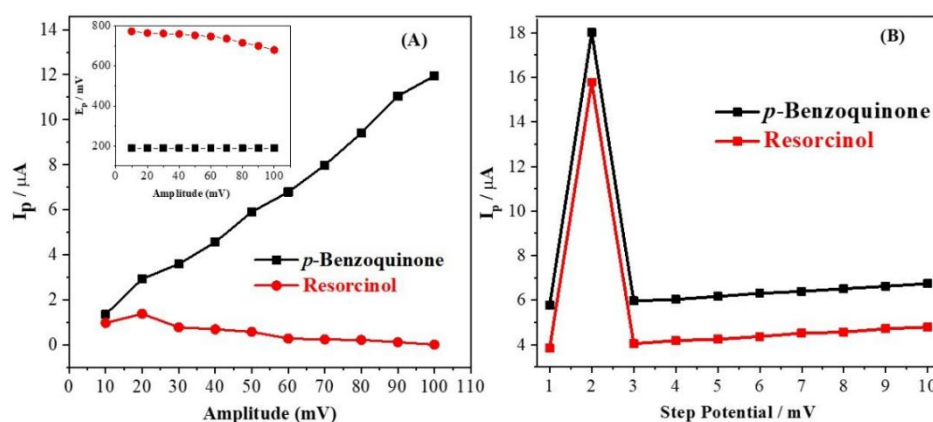 (A)
14
12
10
8
6
4
2
0
I_p / µA
0 10 20 30 40 50 60 70 80 90 100 110
Amplitude (mV)
p-Benzoquinone
Resorcinol
800
600
400
200
E_p / mV
20 40 60 80 100
Amplitude (mV)
(B)
18
16
14
12
10
8
6
4
I_p / µA
1 2 3 4 5 6 7 8 9 10
Step Potential / mV
p-Benzoquinone
Resorcinol